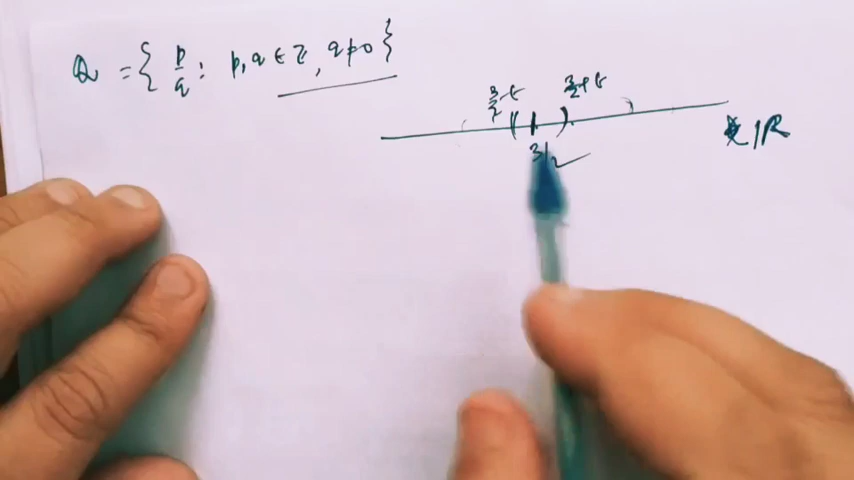 Q = { p/q : p, q ∈ Z, q ≠ 0 }
3/2 - ε 3/2 + ε
( | )
3/2
/R